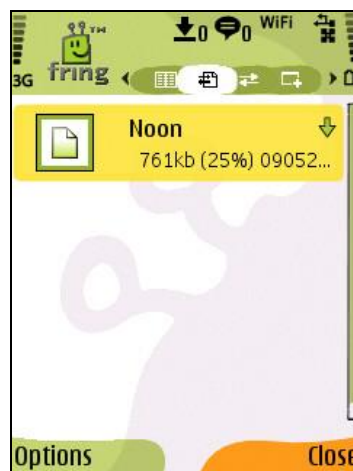 TM 0 0 WiFi
3G fring
Noon
761kb (25%) 09052...
Options Close